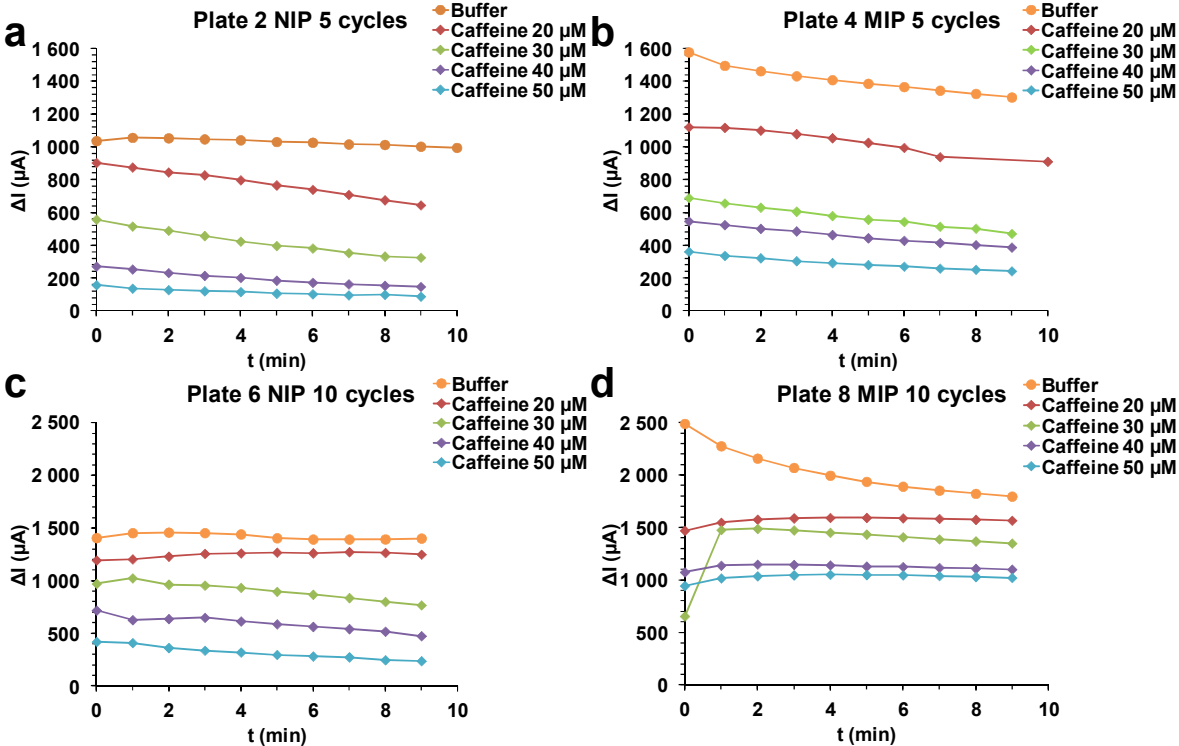 a
Plate 2 NIP 5 cycles
Buffer
Caffeine 20 µM
Caffeine 30 µM
Caffeine 40 µM
Caffeine 50 µM
1 600
1 400
1 200
1 000
800
600
400
200
0
ΔI (µA)
0 2 4 6 8 10
t (min)
b
Plate 4 MIP 5 cycles
Buffer
Caffeine 20 µM
Caffeine 30 µM
Caffeine 40 µM
Caffeine 50 µM
1 600
1 400
1 200
1 000
800
600
400
200
0
ΔI (µA)
0 2 4 6 8 10
t (min)
c
Plate 6 NIP 10 cycles
Buffer
Caffeine 20 µM
Caffeine 30 µM
Caffeine 40 µM
Caffeine 50 µM
2 500
2 000
1 500
1 000
500
0
ΔI (µA)
0 2 4 6 8 10
t (min)
d
Plate 8 MIP 10 cycles
Buffer
Caffeine 20 µM
Caffeine 30 µM
Caffeine 40 µM
Caffeine 50 µM
2 500
2 000
1 500
1 000
500
0
ΔI (µA)
0 2 4 6 8 10
t (min)